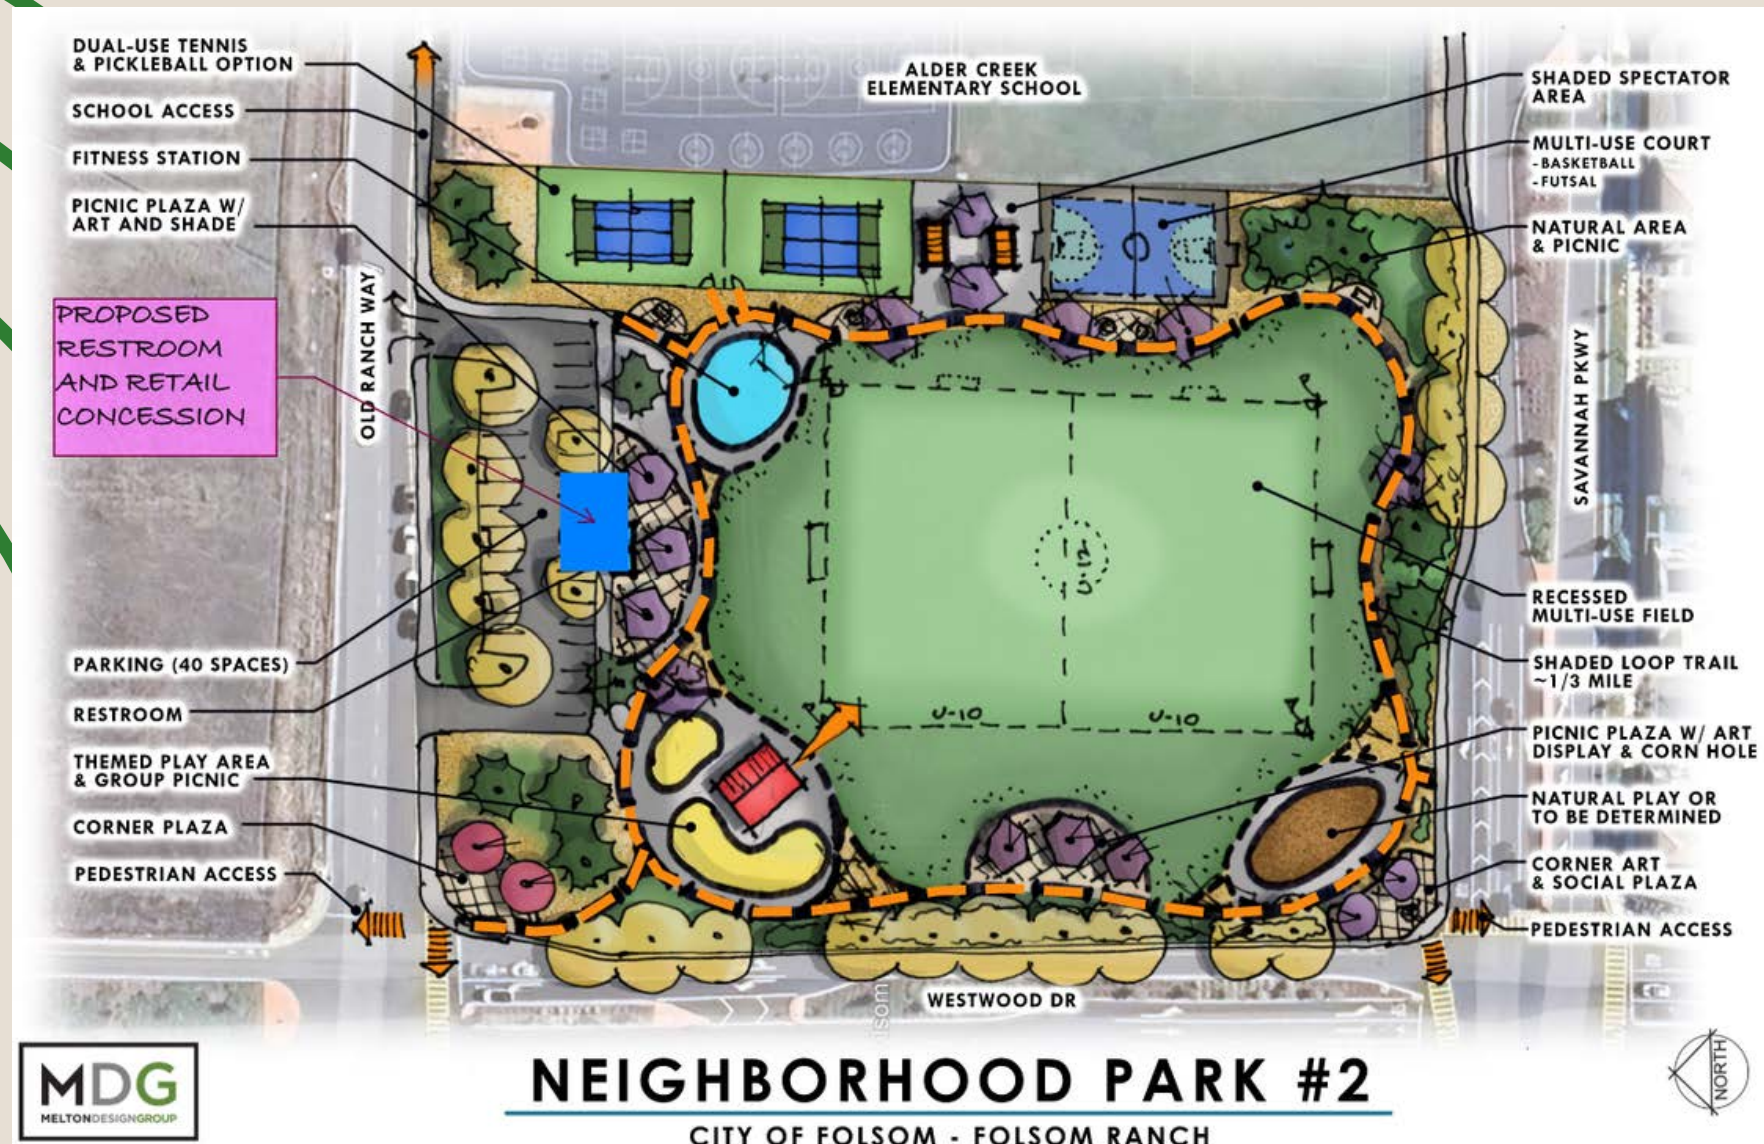 DUAL-USE TENNIS
& PICKLEBALL OPTION
SCHOOL ACCESS
FITNESS STATION
PICNIC PLAZA W/
ART AND SHADE
PROPOSED
RESTROOM
AND RETAIL
CONCESSION
OLD RANCH WAY
PARKING (40 SPACES)
RESTROOM
THEMED PLAY AREA
& GROUP PICNIC
CORNER PLAZA
PEDESTRIAN ACCESS
ALDER CREEK
ELEMENTARY SCHOOL
U-12
U-10
U-10
WESTWOOD DR
SHADED SPECTATOR
AREA
MULTI-USE COURT
-BASKETBALL
-FUTSAL
NATURAL AREA
& PICNIC
SAVANNAH PKWY
RECESSED
MULTI-USE FIELD
SHADED LOOP TRAIL
~1/3 MILE
PICNIC PLAZA W/ ART
DISPLAY & CORN HOLE
NATURAL PLAY OR
TO BE DETERMINED
CORNER ART
& SOCIAL PLAZA
PEDESTRIAN ACCESS
MDG
MELTONDESIGNGROUP
NEIGHBORHOOD PARK #2
CITY OF FOLSOM - FOLSOM RANCH
NORTH